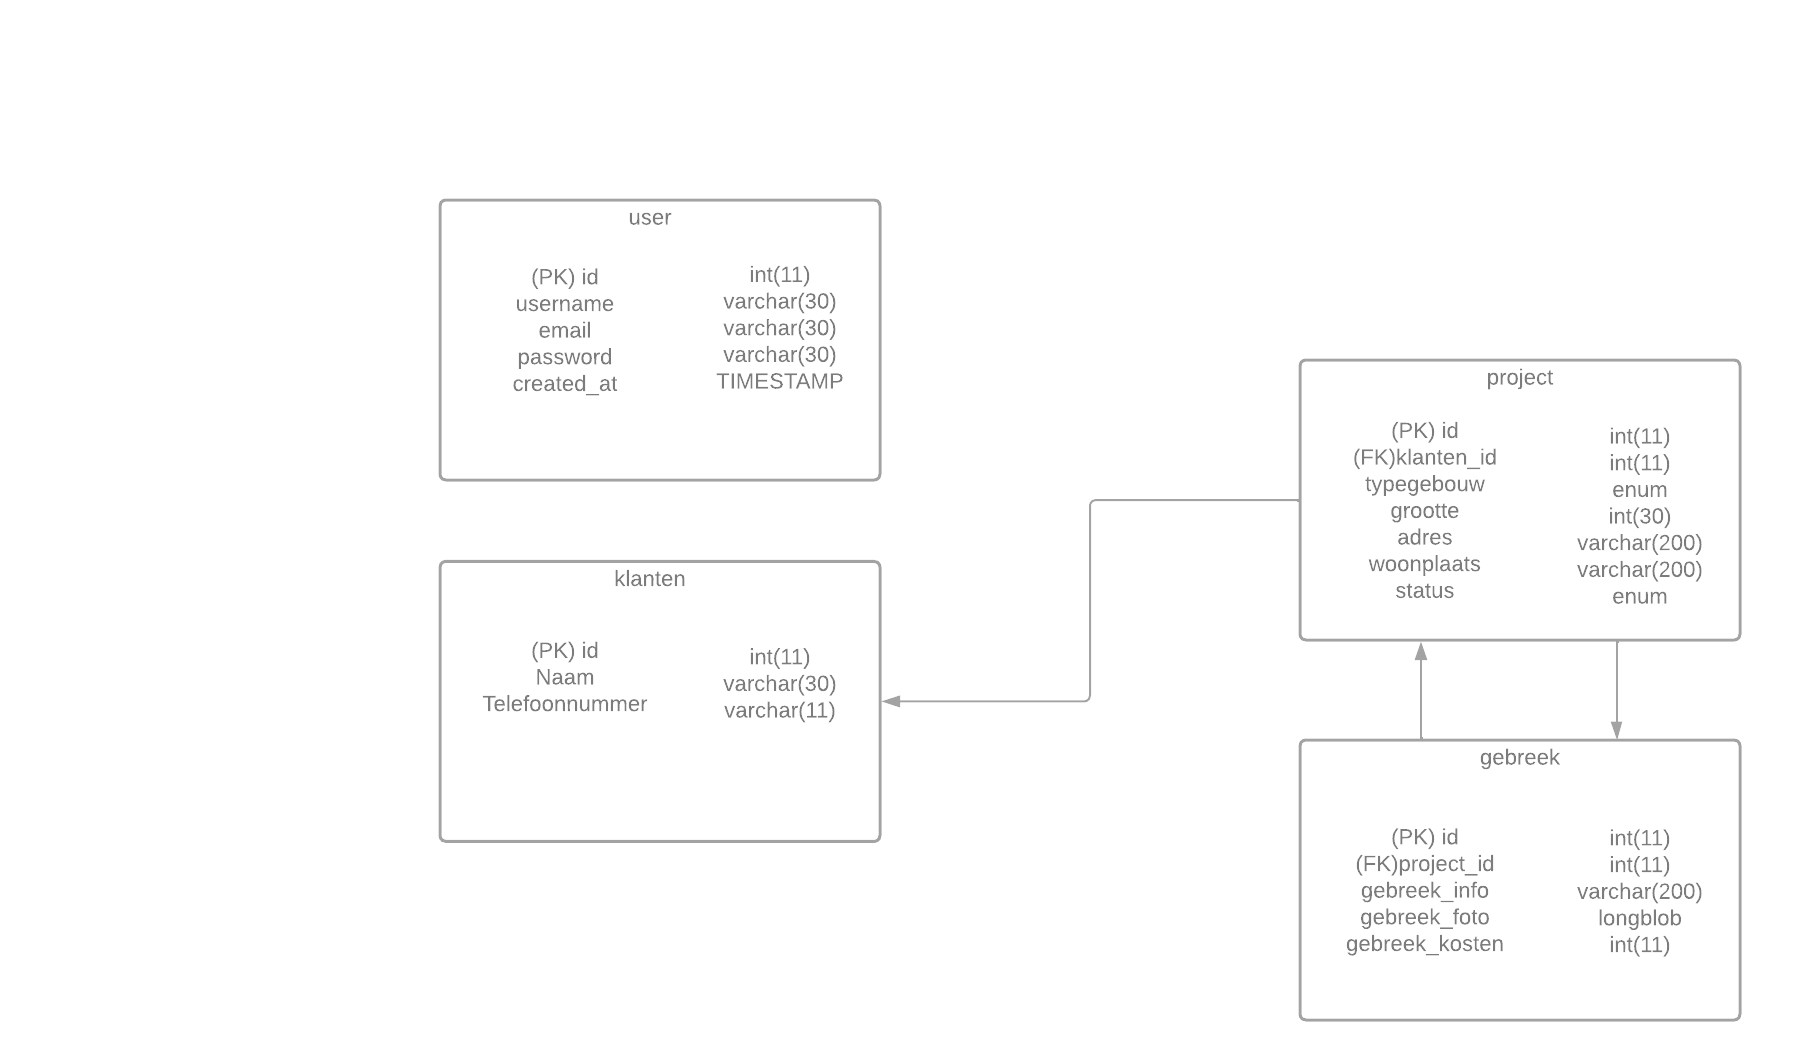 user
(PK) id int(11)
username varchar(30)
email varchar(30)
password varchar(30)
created_at TIMESTAMP
project
(PK) id int(11)
(FK)klanten_id int(11)
typegebouw enum
grootte int(30)
adres varchar(200)
woonplaats varchar(200)
status enum
klanten
(PK) id int(11)
Naam varchar(30)
Telefoonnummer varchar(11)
gebreek
(PK) id int(11)
(FK)project_id int(11)
gebreek_info varchar(200)
gebreek_foto longblob
gebreek_kosten int(11)